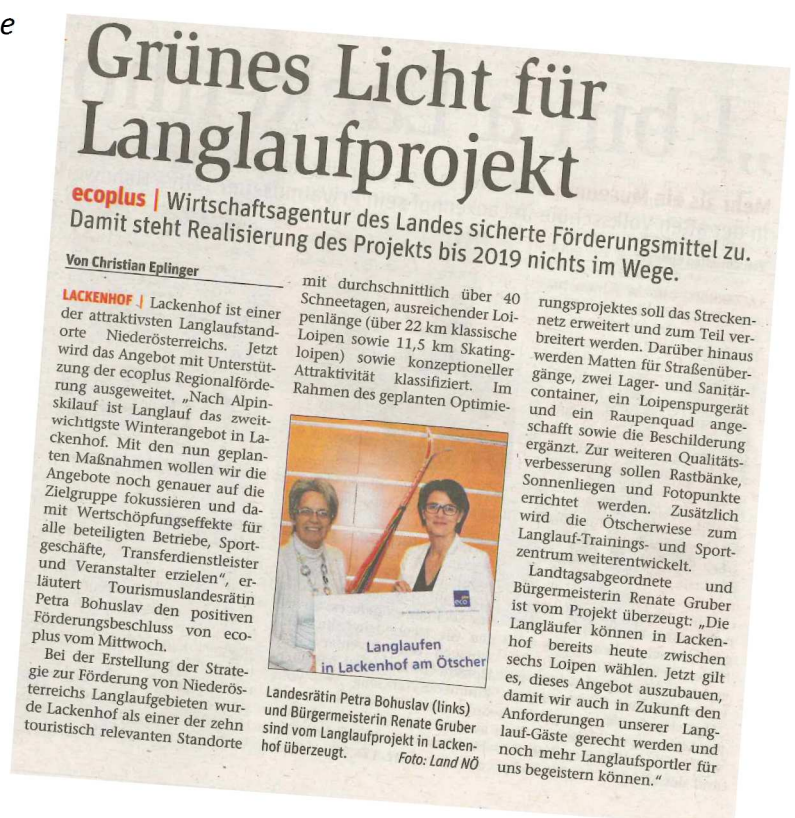 e
Grünes Licht für
Langlaufprojekt
ecoplus | Wirtschaftsagentur des Landes sicherte Förderungsmittel zu.
Damit steht Realisierung des Projekts bis 2019 nichts im Wege.
Von Christian Eplinger
LACKENHOF | Lackenhof ist einer
der attraktivsten Langlaufstand-
orte Niederösterreichs. Jetzt
wird das Angebot mit Unterstüt-
zung der ecoplus Regionalförde-
rung ausgeweitet. „Nach Alpin-
skilauf ist Langlauf das zweit-
wichtigste Winterangebot in La-
ckenhof. Mit den nun geplan-
ten Maßnahmen wollen wir die
Angebote noch genauer auf die
Zielgruppe fokussieren und da-
mit Wertschöpfungseffekte für
alle beteiligten Betriebe, Sport-
geschäfte, Transferdienstleister
und Veranstalter erzielen“, er-
läutert Tourismuslandesrätin
Petra Bohuslav den positiven
Förderungsbeschluss von eco-
plus vom Mittwoch.
Bei der Erstellung der Strate-
gie zur Förderung von Niederös-
terreichs Langlaufgebieten wur-
de Lackenhof als einer der zehn
touristisch relevanten Standorte
mit durchschnittlich über 40
Schneetagen, ausreichender Loi-
penlänge (über 22 km klassische
Loipen sowie 11,5 km Skating-
loipen) sowie konzeptioneller
Attraktivität klassifiziert. Im
Rahmen des geplanten Optimie-
eco
Langlaufen
in Lackenhof am Ötscher
Landesrätin Petra Bohuslav (links)
und Bürgermeisterin Renate Gruber
sind vom Langlaufprojekt in Lacken-
hof überzeugt. Foto: Land NÖ
rungsprojektes soll das Strecken-
netz erweitert und zum Teil ver-
breitert werden. Darüber hinaus
werden Matten für Straßenüber-
gänge, zwei Lager- und Sanitär-
container, ein Loipenspurgerät
und ein Raupenquad ange-
schafft sowie die Beschilderung
ergänzt. Zur weiteren Qualitäts-
verbesserung sollen Rastbänke,
Sonnenliegen und Fotopunkte
errichtet werden. Zusätzlich
wird die Ötscherwiese zum
Langlauf-Trainings- und Sport-
zentrum weiterentwickelt.
Landtagsabgeordnete und
Bürgermeisterin Renate Gruber
ist vom Projekt überzeugt: „Die
Langläufer können in Lacken-
hof bereits heute zwischen
sechs Loipen wählen. Jetzt gilt
es, dieses Angebot auszubauen,
damit wir auch in Zukunft den
Anforderungen unserer Lang-
lauf-Gäste gerecht werden und
noch mehr Langlaufsportler für
uns begeistern können.“